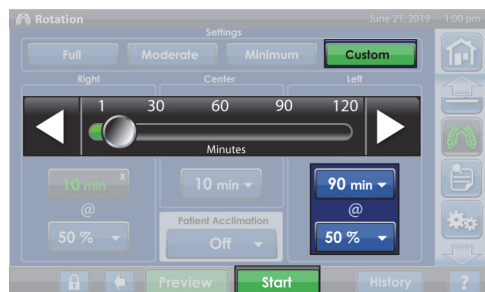 Rotation June 21, 2019 1:00 pm
Settings
Full Moderate Minimum Custom
Right Center Left
1 30 60 90 120
Minutes
10 min x 10 min 90 min
@ @
50 % Patient Acclimation 50 %
Off
Preview Start History ?